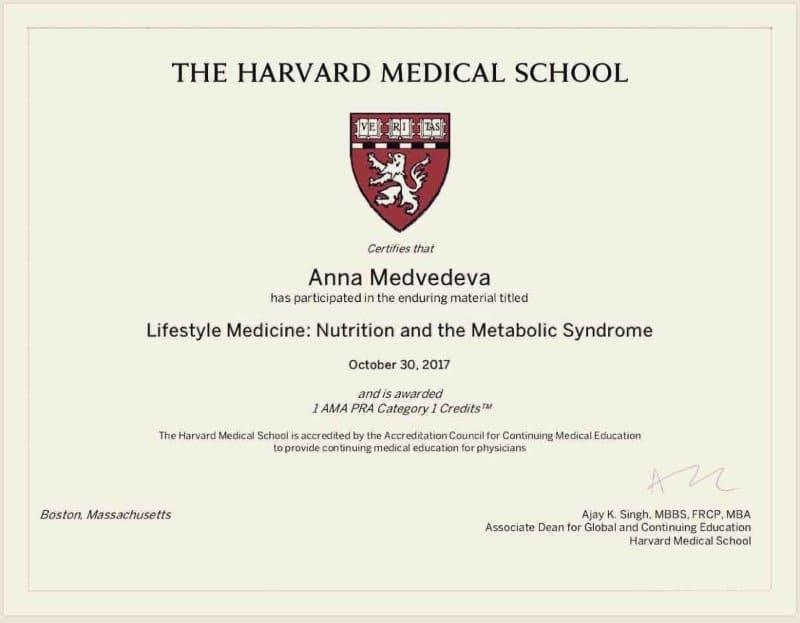 THE HARVARD MEDICAL SCHOOL
VE RI TAS
Certifies that
Anna Medvedeva
has participated in the enduring material titled
Lifestyle Medicine: Nutrition and the Metabolic Syndrome
October 30, 2017
and is awarded
1 AMA PRA Category 1 Credits™
The Harvard Medical School is accredited by the Accreditation Council for Continuing Medical Education
to provide continuing medical education for physicians
Boston, Massachusetts
Ajay K. Singh, MBBS, FRCP, MBA
Associate Dean for Global and Continuing Education
Harvard Medical School